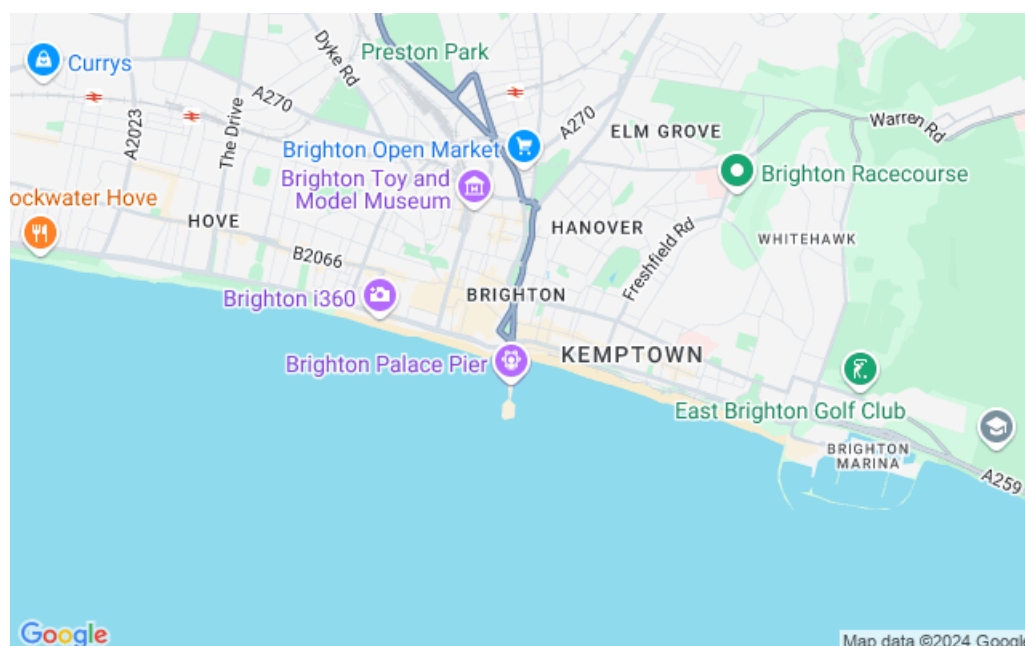 Preston Park
Dyke Rd
Currys
A270
A270
A2023
The Drive
ELM GROVE
Warren Rd
Brighton Open Market
Brighton Toy and
Model Museum
Brighton Racecourse
ockwater Hove
HOVE
HANOVER
WHITEHAWK
B2066
Freshfield Rd
Brighton i360
BRIGHTON
Brighton Palace Pier
KEMPTOWN
East Brighton Golf Club
BRIGHTON
MARINA
A259
Google
Map data ©2024 Google